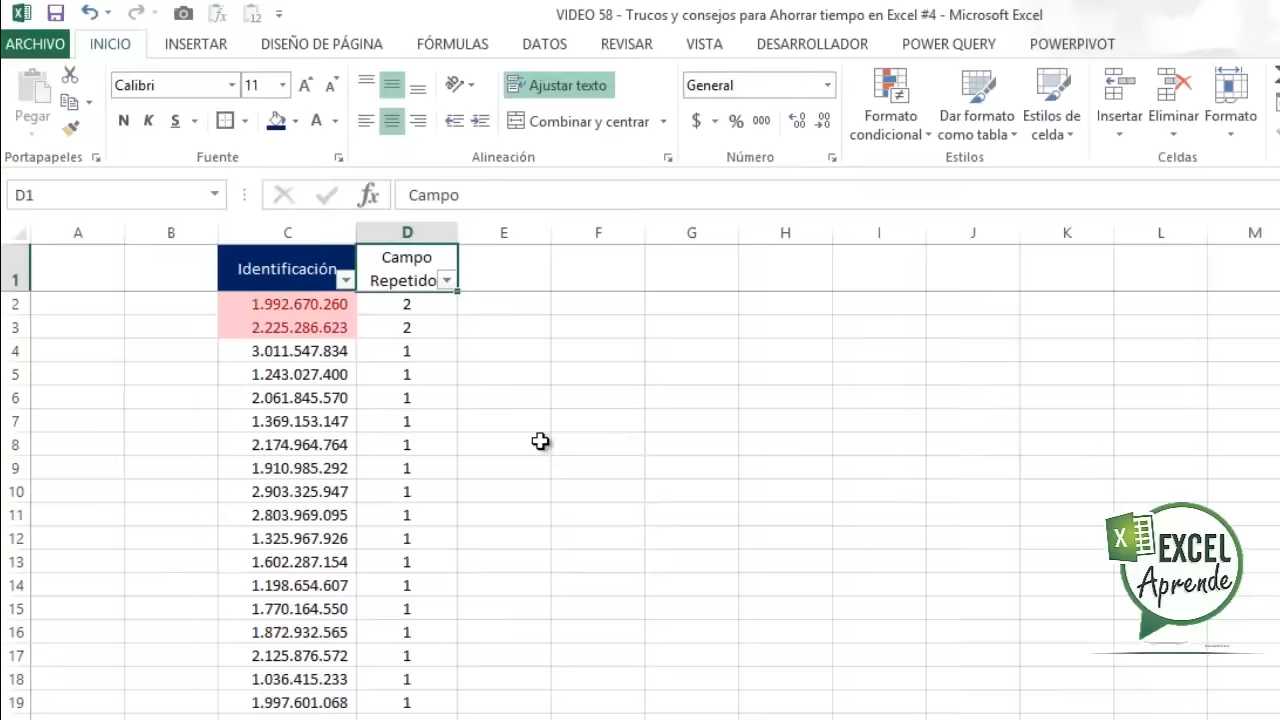 VIDEO 58 - Trucos y consejos para Ahorrar tiempo en Excel #4 - Microsoft Excel
ARCHIVO INICIO INSERTAR DISEÑO DE PÁGINA FÓRMULAS DATOS REVISAR VISTA DESARROLLADOR POWER QUERY POWERPIVOT
Pegar
Calibri 11
N K S A
Ajustar texto
Combinar y centrar
General
$ % 000
Formato condicional
Dar formato como tabla
Estilos de celda
Insertar Eliminar Formato
Portapapeles Fuente Alineación Número Estilos Celdas
D1 fx Campo
A B C D E F G H I J K L M
1 Identificación Campo Repetido
2 1.992.670.260 2
3 2.225.286.623 2
4 3.011.547.834 1
5 1.243.027.400 1
6 2.061.845.570 1
7 1.369.153.147 1
8 2.174.964.764 1
9 1.910.985.292 1
10 2.903.325.947 1
11 2.803.969.095 1
12 1.325.967.926 1
13 1.602.287.154 1
14 1.198.654.607 1
15 1.770.164.550 1
16 1.872.932.565 1
17 2.125.876.572 1
18 1.036.415.233 1
19 1.997.601.068 1
X EXCEL
Aprende